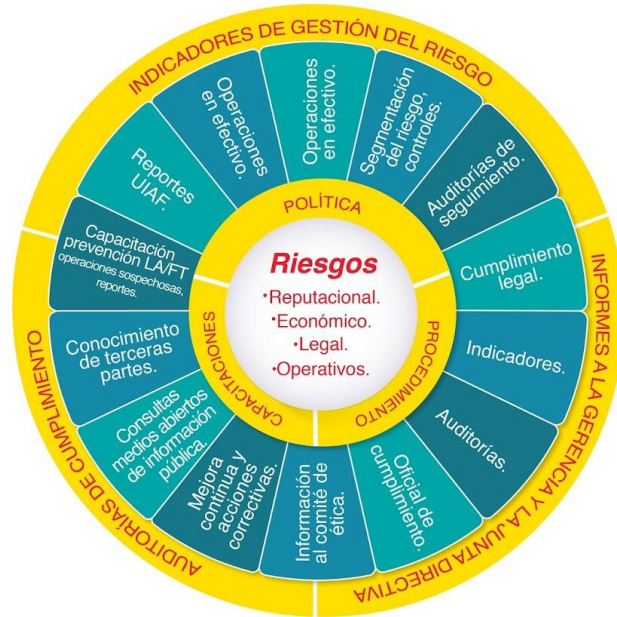 INDICADORES DE GESTIÓN DEL RIESGO
INFORMES A LA GERENCIA Y LA JUNTA DIRECTIVA
AUDITORÍAS DE CUMPLIMIENTO
Operaciones
en efectivo.
Operaciones
en efectivo.
Segmentación
del riesgo,
controles.
Auditorías de
seguimiento.
Cumplimiento
legal.
Indicadores.
Auditorías.
Oficial de
cumplimiento.
Información
al comité de
ética.
Mejora
continua y
acciones
correctivas.
Consultas
medios abiertos
de información
pública.
Conocimiento
de terceras
partes.
Capacitación
prevención LA/FT
operaciones sospechosas,
reportes.
Reportes
UIAF.
POLÍTICA
PROCEDIMIENTO
CAPACITACIONES
Riesgos
•Reputacional.
•Económico.
•Legal.
•Operativos.